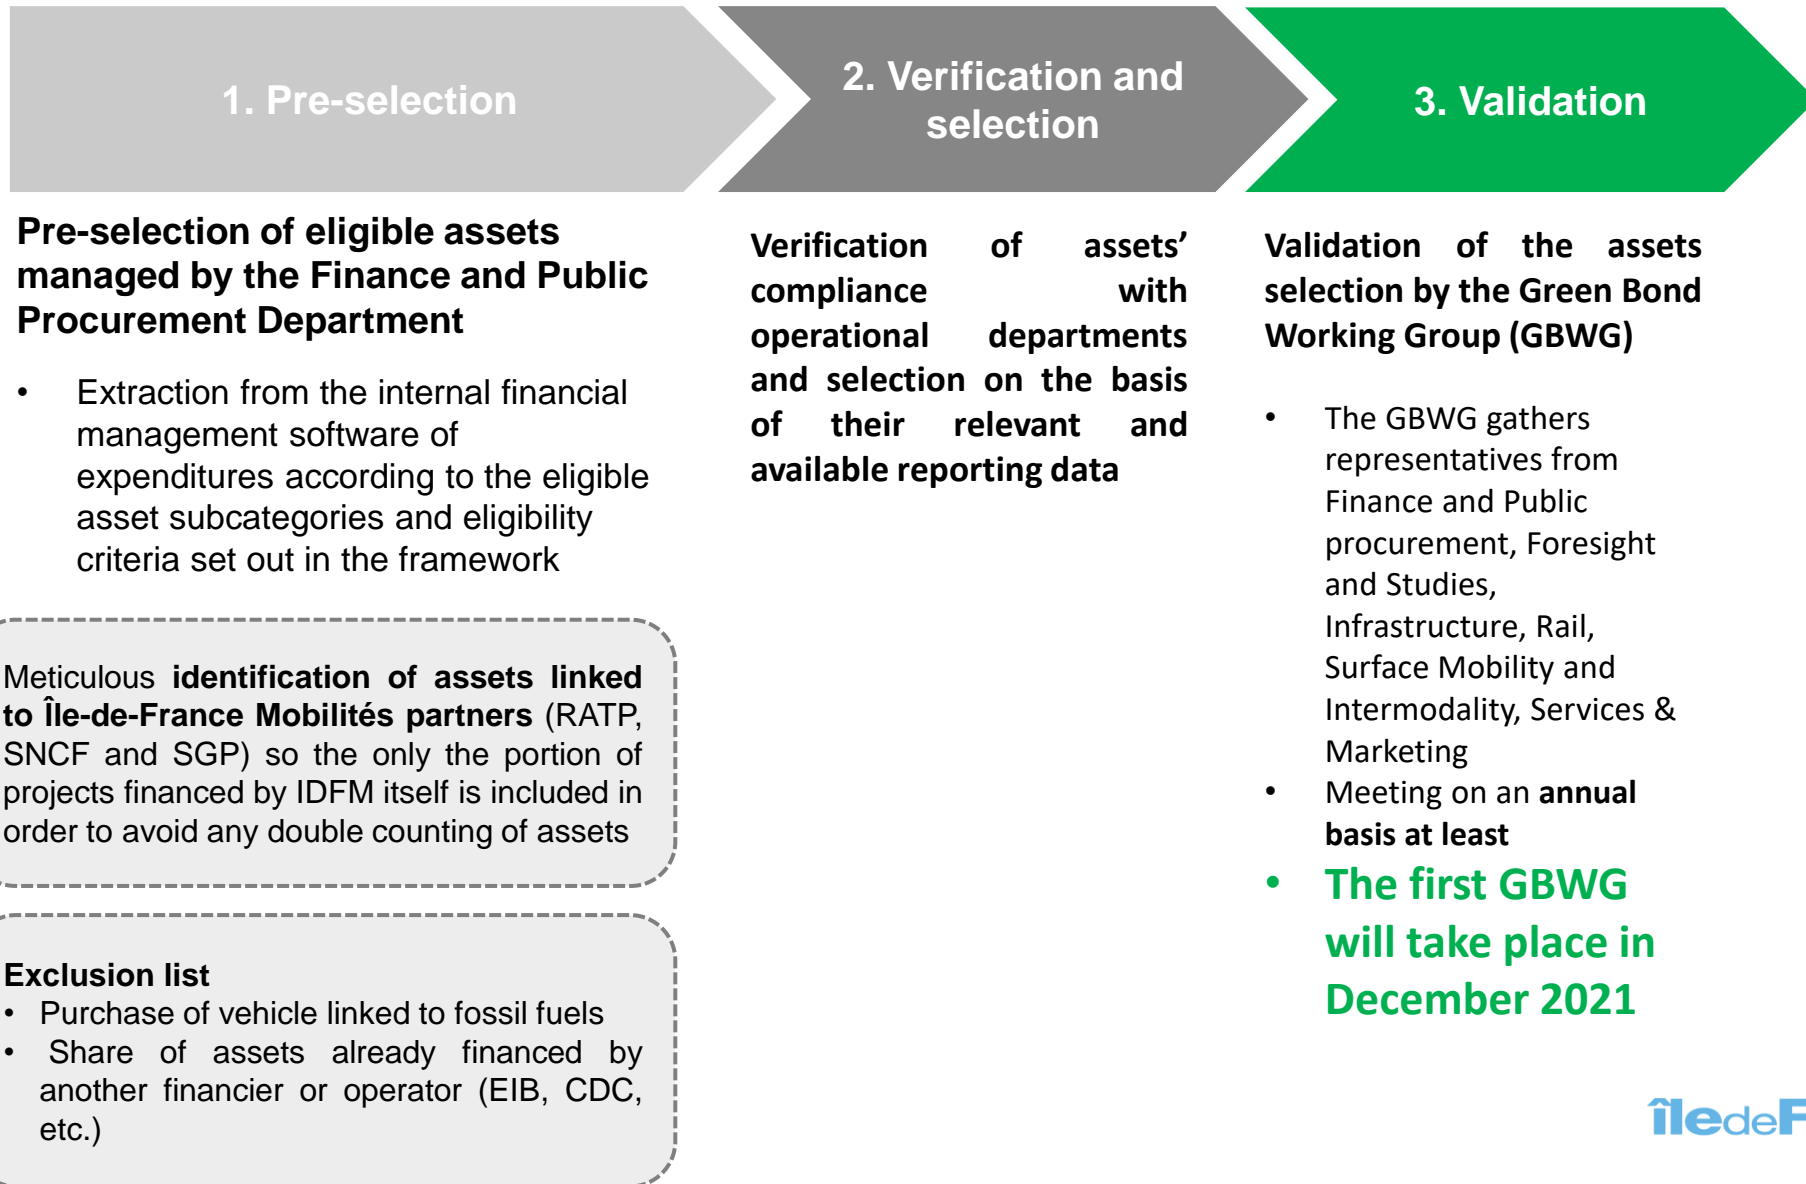 1. Pre-selection
2. Verification and
selection
3. Validation
Pre-selection of eligible assets
managed by the Finance and Public
Procurement Department
• Extraction from the internal financial
management software of
expenditures according to the eligible
asset subcategories and eligibility
criteria set out in the framework
Meticulous identification of assets linked
to Île-de-France Mobilités partners (RATP,
SNCF and SGP) so the only the portion of
projects financed by IDFM itself is included in
order to avoid any double counting of assets
Exclusion list
• Purchase of vehicle linked to fossil fuels
• Share of assets already financed by
another financier or operator (EIB, CDC,
etc.)
Verification of assets’
compliance with
operational departments
and selection on the basis
of their relevant and
available reporting data
Validation of the assets
selection by the Green Bond
Working Group (GBWG)
• The GBWG gathers
representatives from
Finance and Public
procurement, Foresight
and Studies,
Infrastructure, Rail,
Surface Mobility and
Intermodality, Services &
Marketing
• Meeting on an annual
basis at least
• The first GBWG
will take place in
December 2021
îledeF